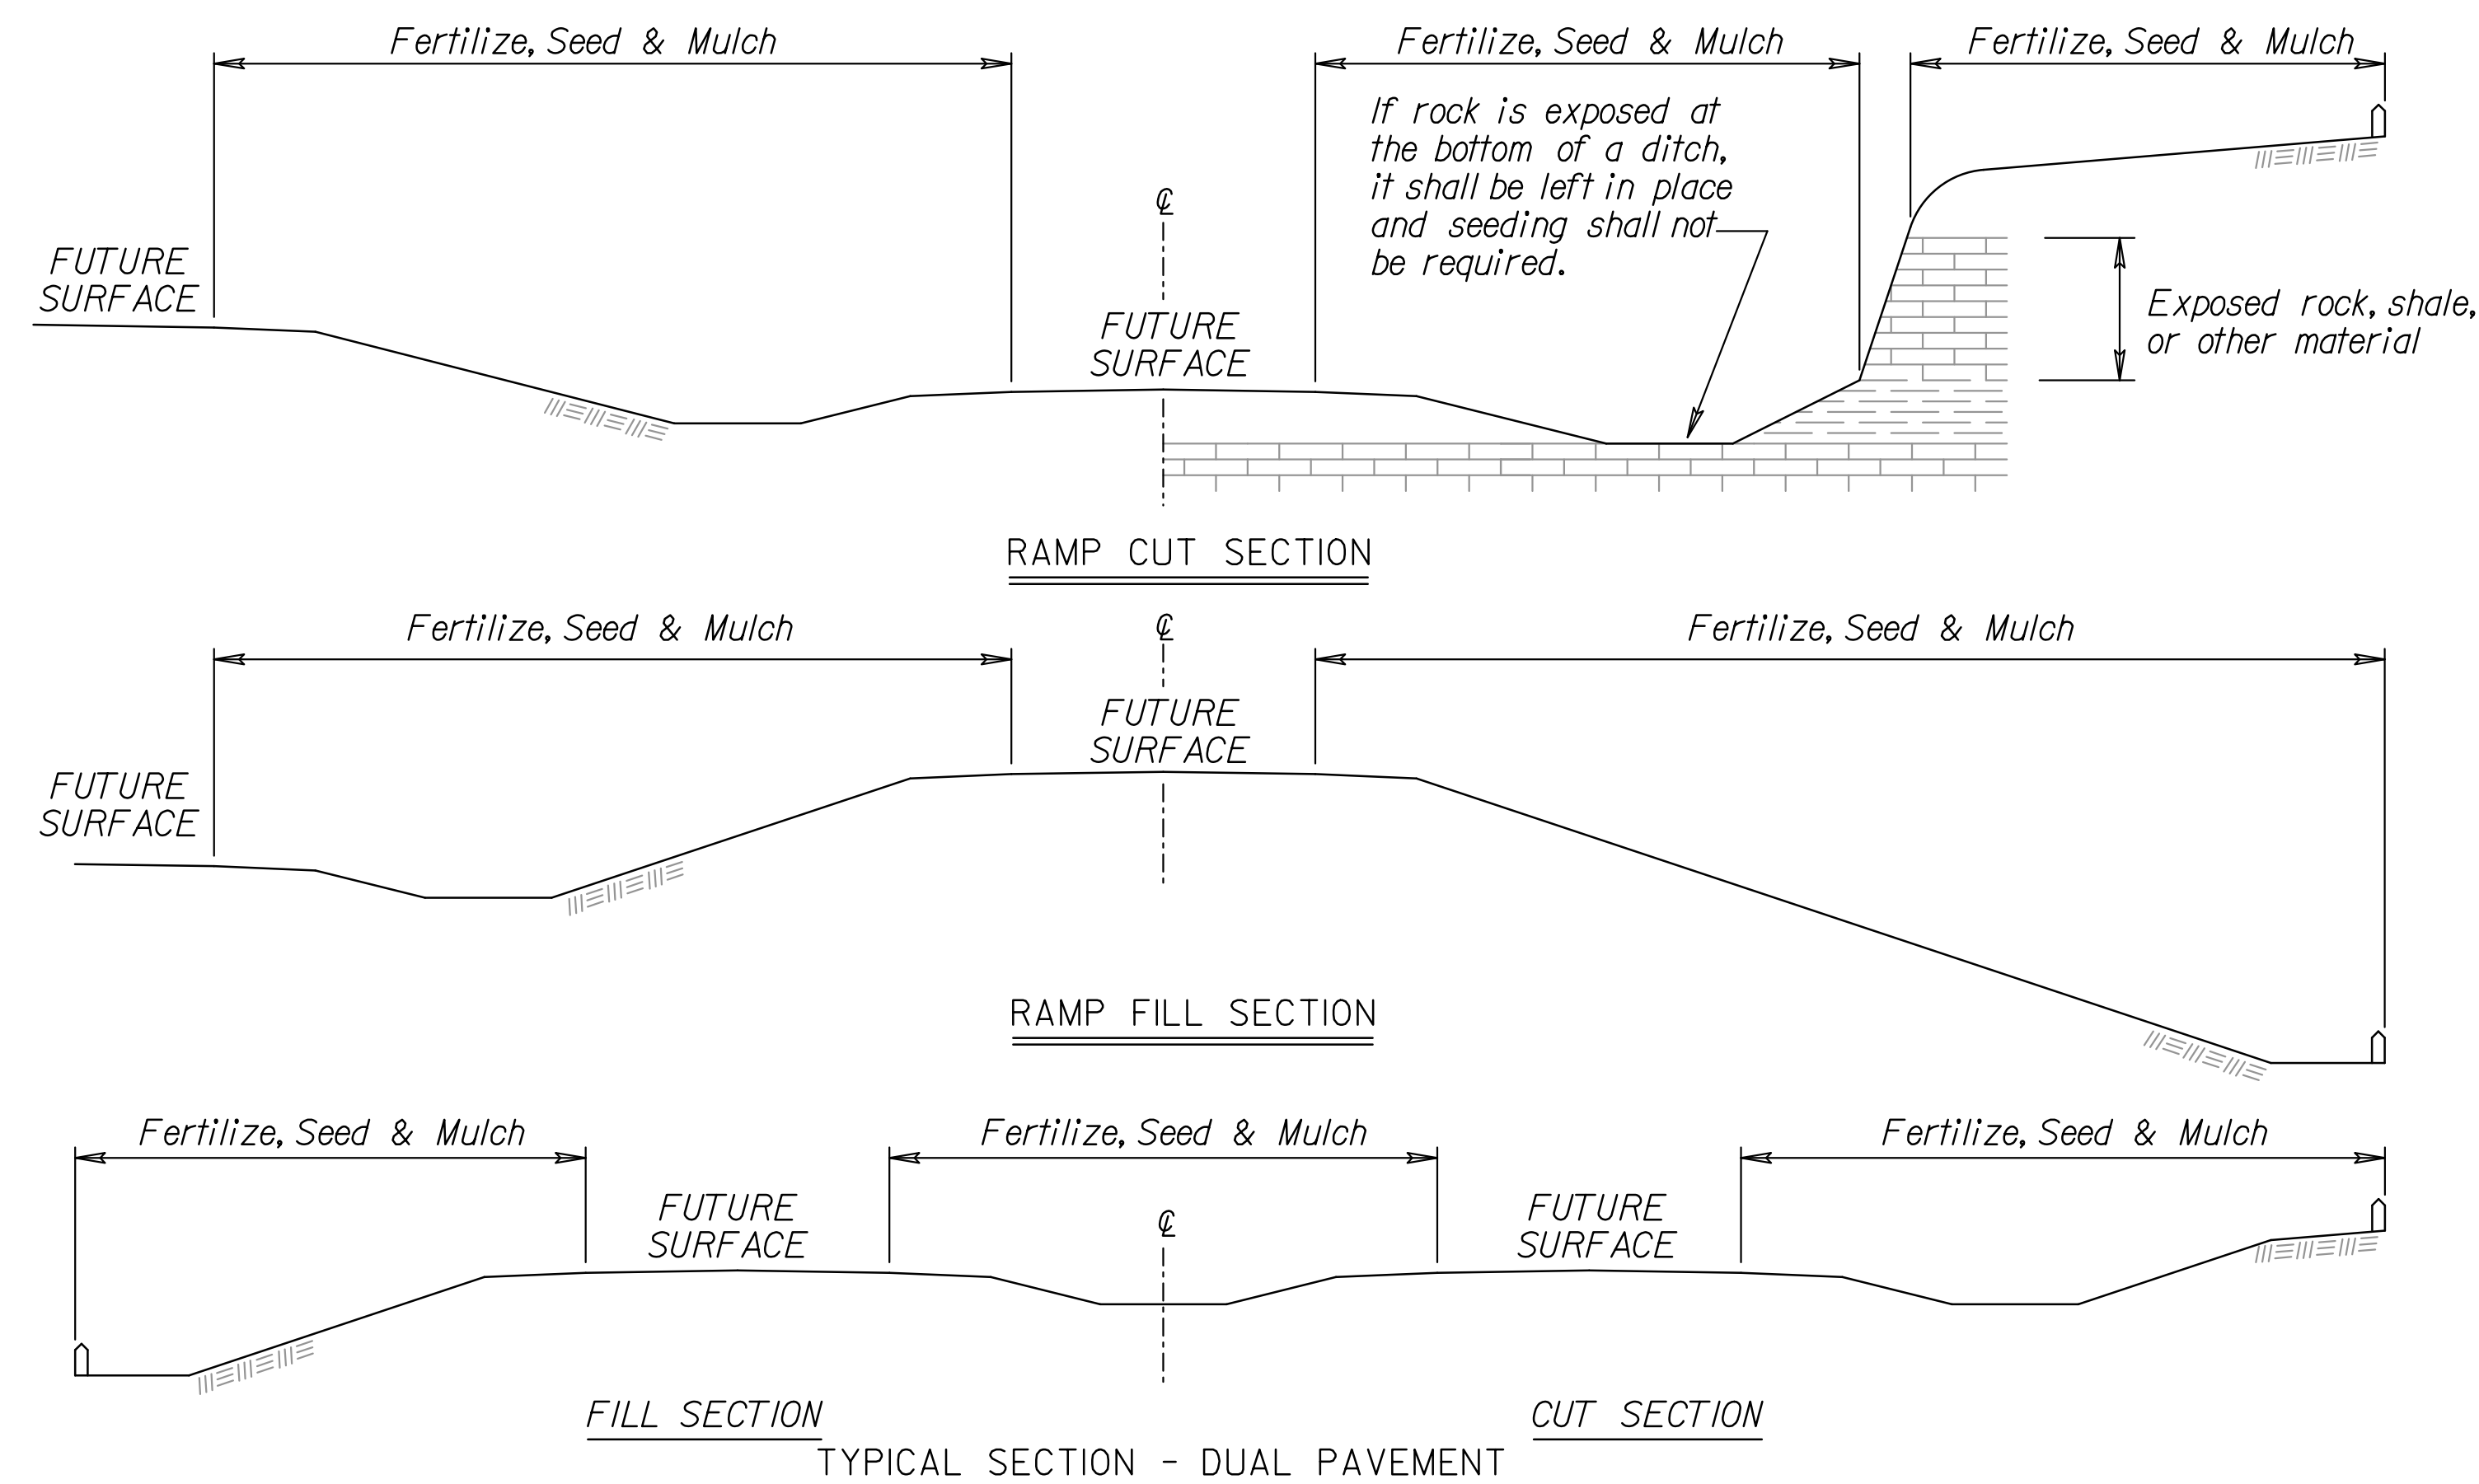 Fertilize, Seed & Mulch
Fertilize, Seed & Mulch
Fertilize, Seed & Mulch
If rock is exposed at
the bottom of a ditch,
it shall be left in place
and seeding shall not
be required.
℄
FUTURE
SURFACE
FUTURE
SURFACE
Exposed rock, shale,
or other material
RAMP CUT SECTION
Fertilize, Seed & Mulch
℄
Fertilize, Seed & Mulch
FUTURE
SURFACE
FUTURE
SURFACE
RAMP FILL SECTION
Fertilize, Seed & Mulch
Fertilize, Seed & Mulch
Fertilize, Seed & Mulch
FUTURE
SURFACE
℄
FUTURE
SURFACE
FILL SECTION
CUT SECTION
TYPICAL SECTION - DUAL PAVEMENT